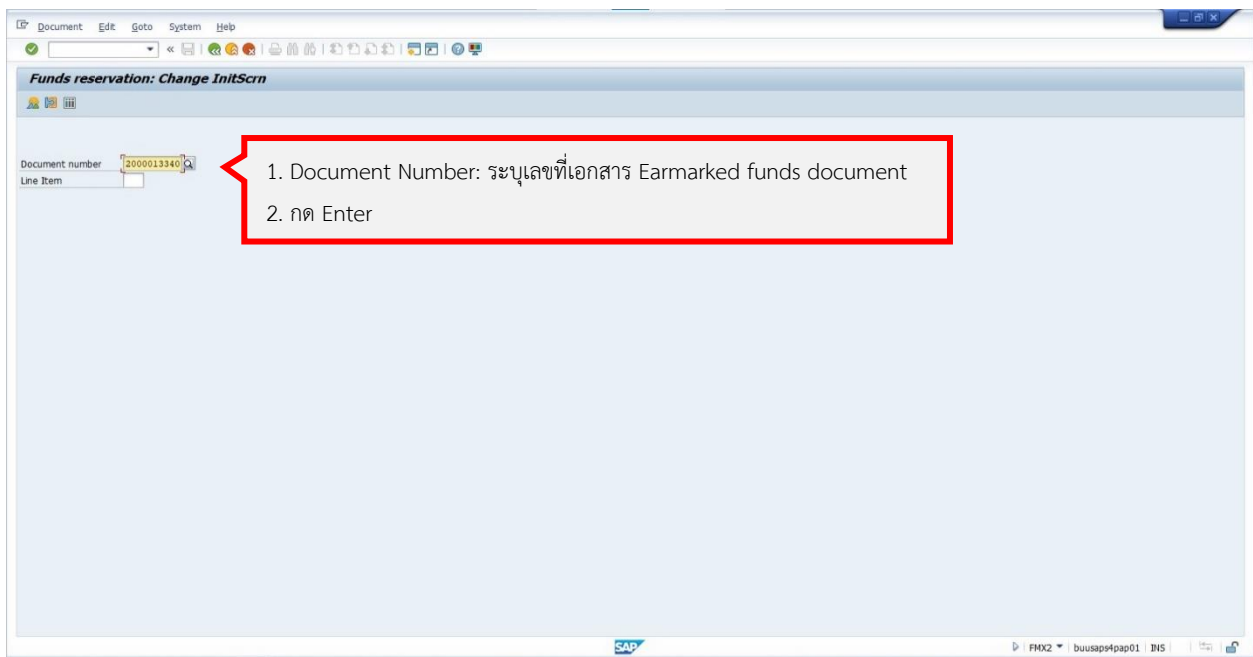 Document Edit Goto System Help
Funds reservation: Change InitScrn
Document number 2000013340
Line Item
1. Document Number: ระบุเลขที่เอกสาร Earmarked funds document
2. กด Enter
SAP FMX2 buusaps4pap01 INS